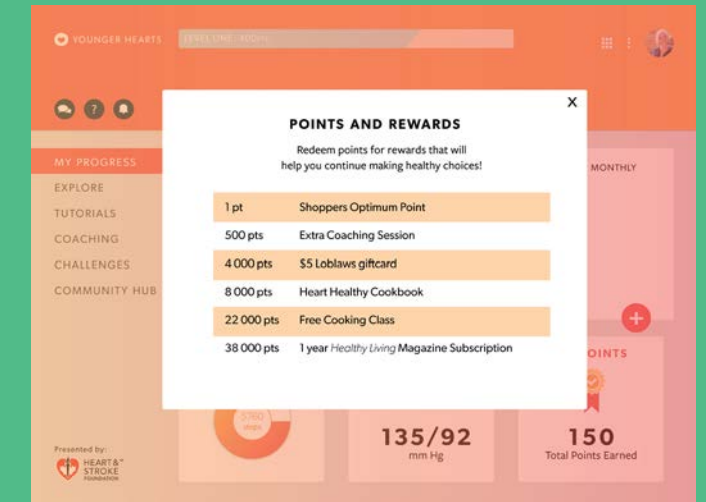 YOUNGER HEARTS
POINTS AND REWARDS
X
Redeem points for rewards that will
help you continue making healthy choices!
1 pt Shoppers Optimum Point
500 pts Extra Coaching Session
4 000 pts $5 Loblaws giftcard
8 000 pts Heart Healthy Cookbook
22 000 pts Free Cooking Class
38 000 pts 1 year Healthy Living Magazine Subscription
MY PROGRESS
EXPLORE
TUTORIALS
COACHING
CHALLENGES
COMMUNITY HUB
MONTHLY
5760
steps
135/92
mm Hg
POINTS
150
Total Points Earned
Presented by:
HEART &™
STROKE
FOUNDATION